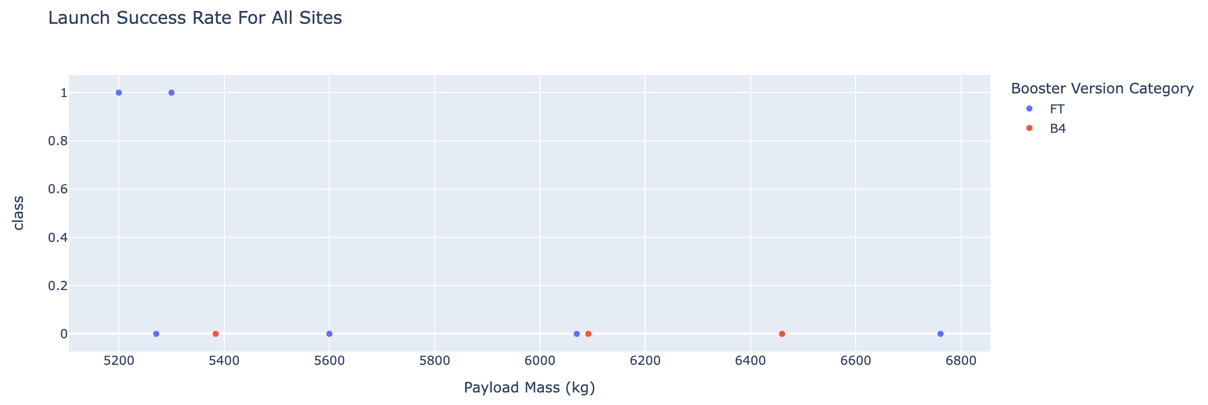 Launch Success Rate For All Sites
Booster Version Category
FT
B4
class
1
0.8
0.6
0.4
0.2
0
5200 5400 5600 5800 6000 6200 6400 6600 6800
Payload Mass (kg)